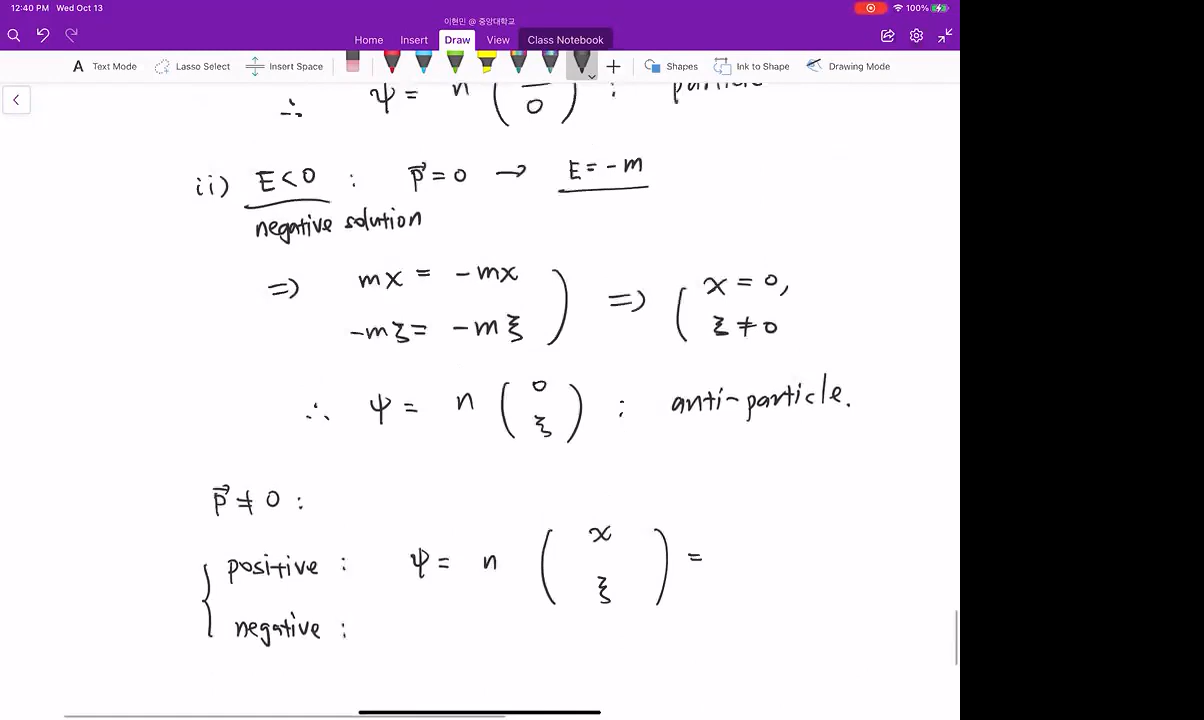 12:40 PM Wed Oct 13
100%
이현민 @ 중앙대학교
Home Insert Draw View Class Notebook
A Text Mode Lasso Select Insert Space Shapes Ink to Shape Drawing Mode
∴ ψ = n ( 0 ) : particle
ii) E < 0 : p⃗ = 0 → E = -m
negative solution
⇒ mχ = -mχ ⇒ χ = 0,
-mξ = -mξ ξ ≠ 0
∴ ψ = n ( 0 ξ ) : anti-particle.
p⃗ ≠ 0 :
positive : ψ = n ( χ ξ ) =
negative :